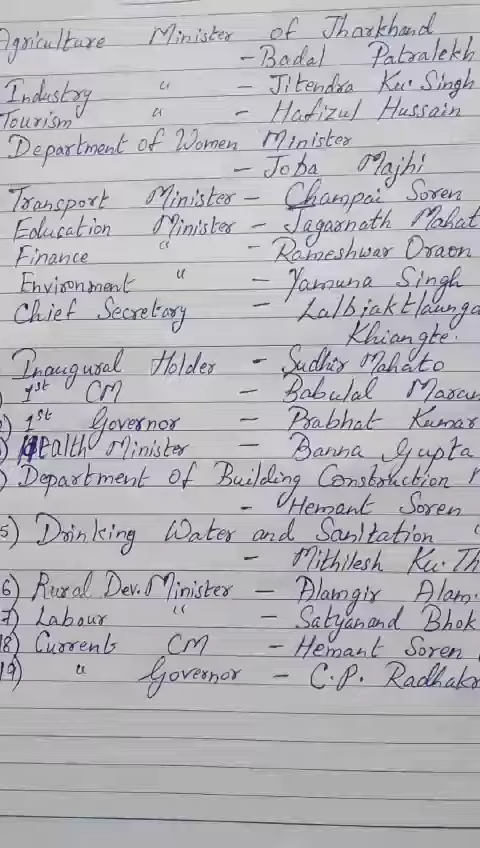 Agriculture Minister of Jharkhand
- Badal Patralekh
Industry " - Jitendra Ku. Singh
Tourism " - Hafizul Hussain
Department of Women Minister
- Joba Majhi
Transport Minister - Champai Soren
Education Minister - Jagarnath Mahat
Finance " - Rameshwar Oraon
Environment " - Yamuna Singh
Chief Secretary - Lalbiaktlaunga
Khiangte.
Inaugural Holder - Sudhir Mahato
) 1st CM - Babulal Maran
) 1st Governor - Prabhat Kumar
) Health Minister - Banna Gupta
) Department of Building Construction
- Hemant Soren
5) Drinking Water and Sanitation "
- Mithilesh Ku. Th
6) Rural Dev. Minister - Alamgir Alam.
7) Labour " - Satyanand Bhok
18) Current CM - Hemant Soren
19) " Governor - C.P. Radhakr